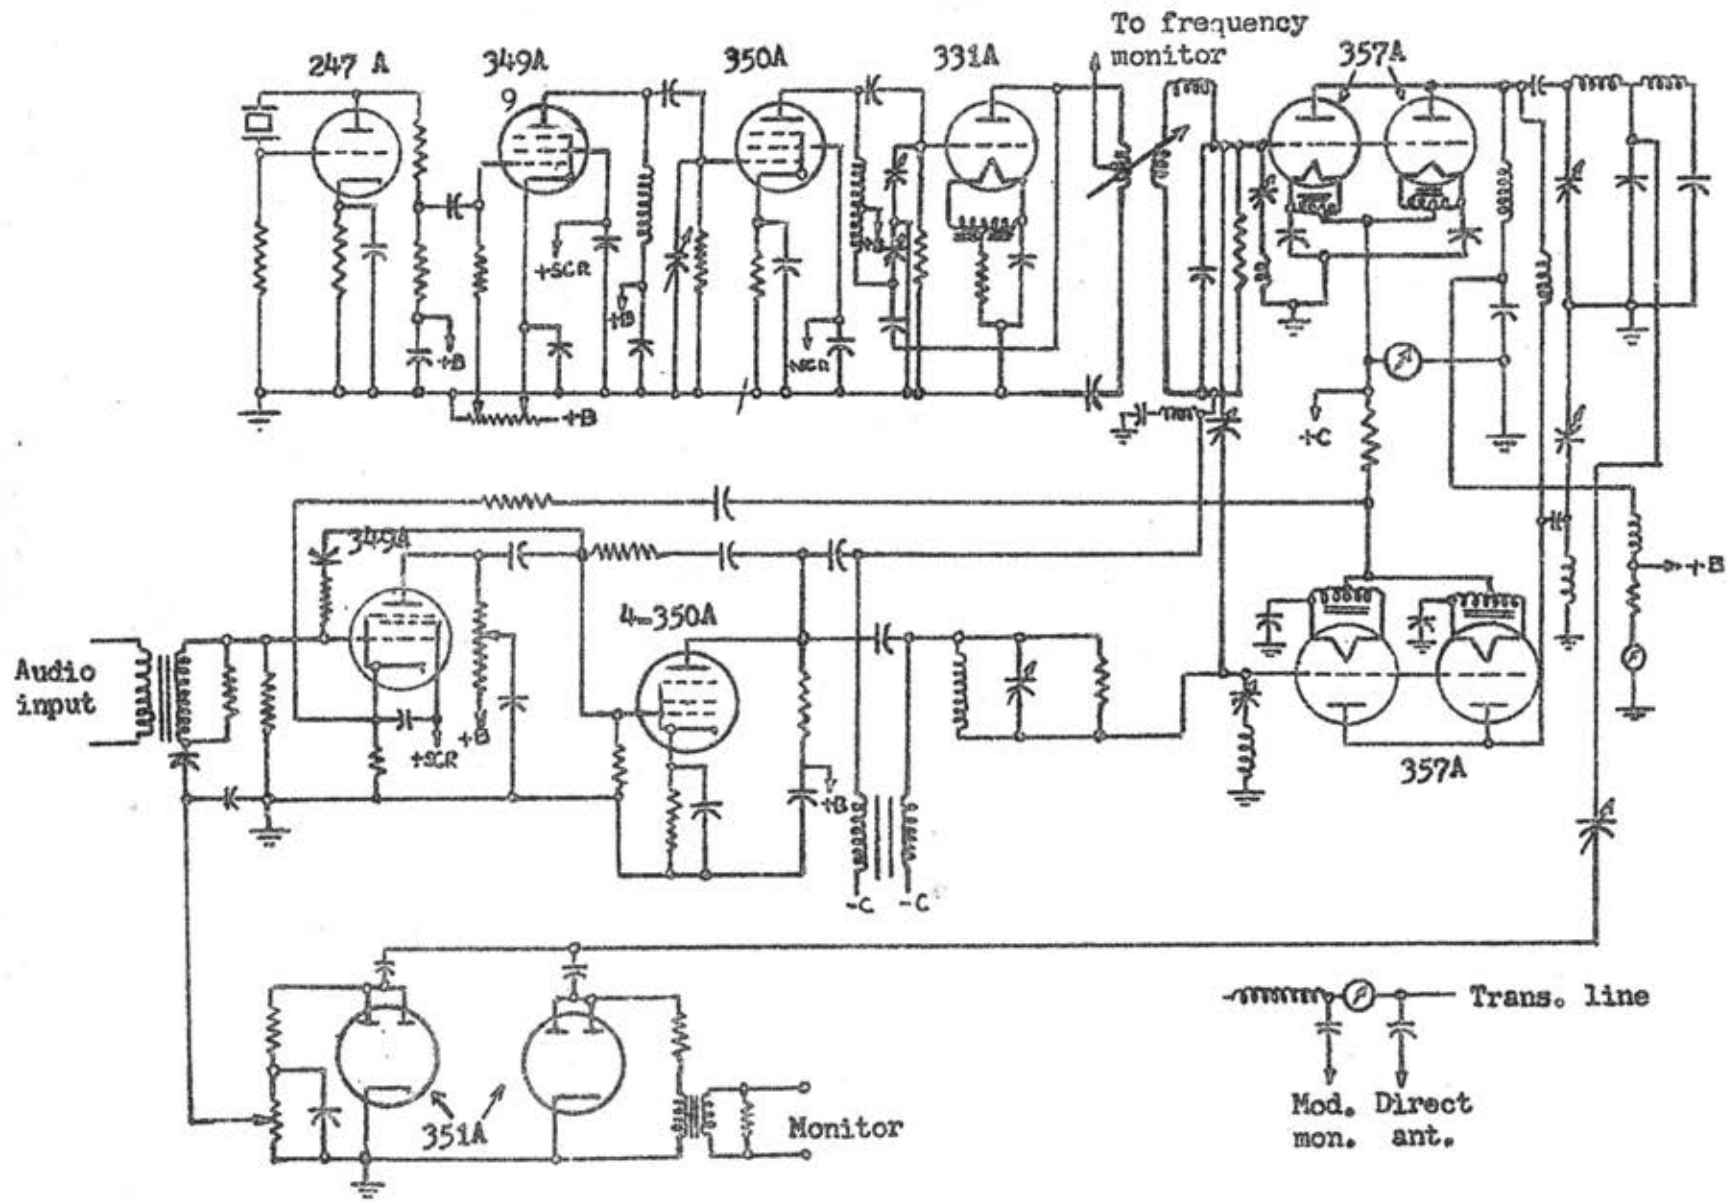 To frequency
monitor
247 A
349A
350A
331A
357A
9
+SCR
+B
+B
+B
+B
+C
349A
4-350A
+B
Audio
input
+SCR
+B
+B
357A
-C
-C
Trans. line
351A
Monitor
Mod. Direct
mon. ant.